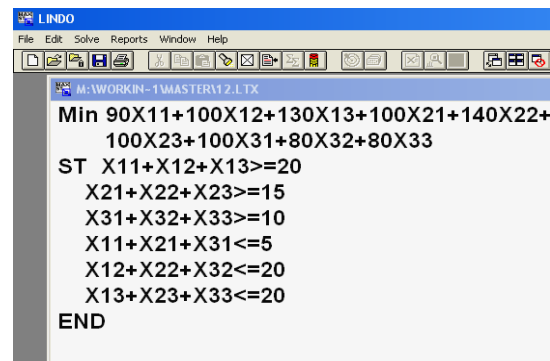 LINDO
File Edit Solve Reports Window Help
M:\WORKIN~1\MASTER\12.LTX
Min 90X11+100X12+130X13+100X21+140X22+
100X23+100X31+80X32+80X33
ST X11+X12+X13>=20
X21+X22+X23>=15
X31+X32+X33>=10
X11+X21+X31<=5
X12+X22+X32<=20
X13+X23+X33<=20
END